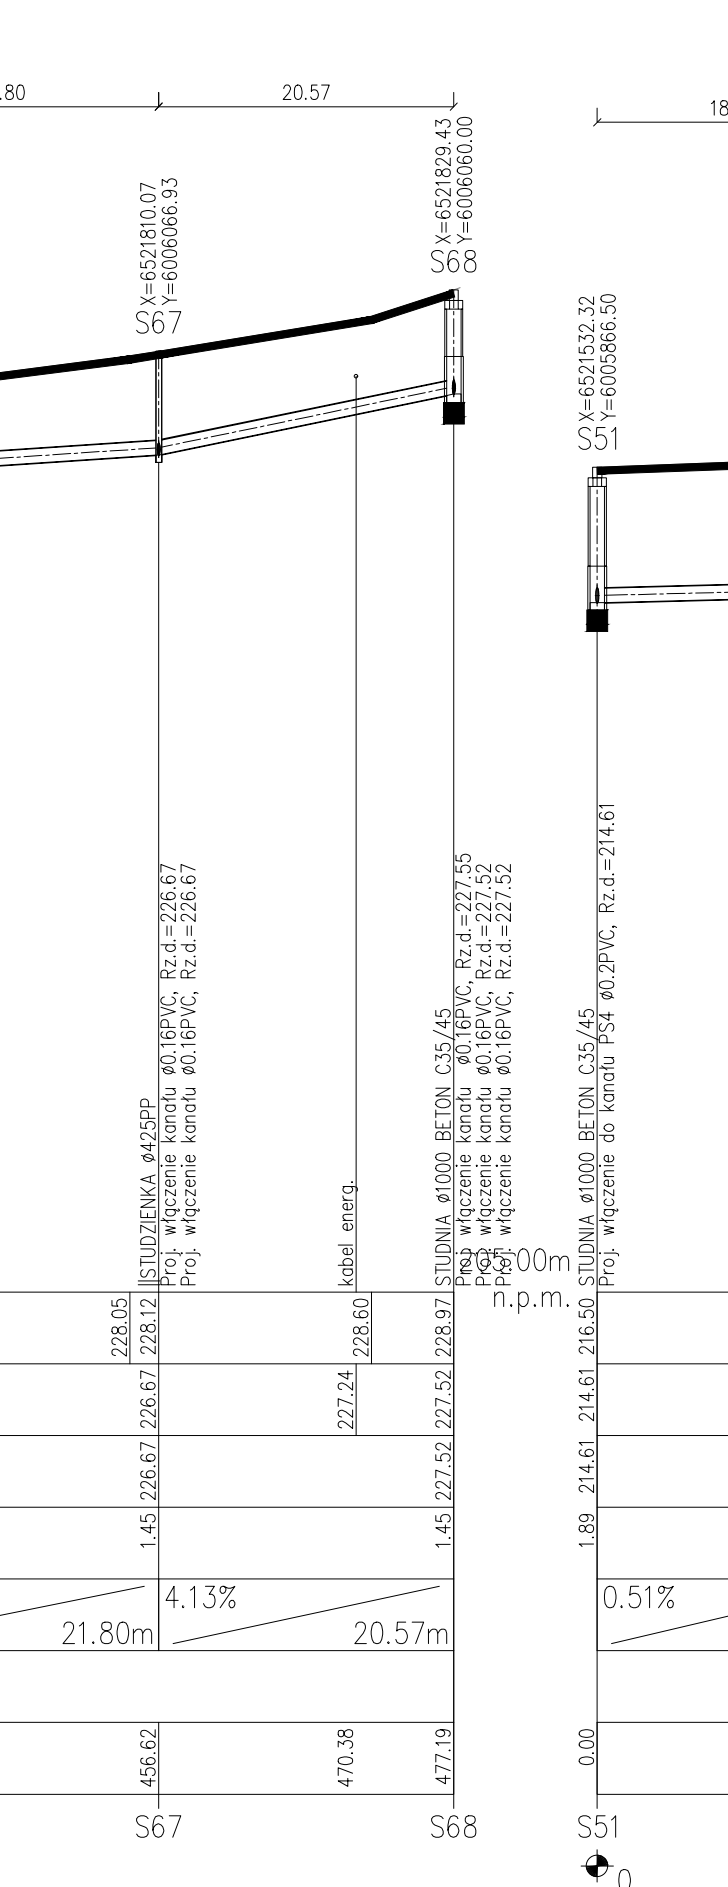 .80
20.57
18
X=6521810.07
Y=6006066.93
S67
X=6521829.43
Y=6006060.00
S68
X=6521532.32
Y=6005866.50
S51
STUDZIENKA ø425PP
Proj. włączenie kanału ø0.16PVC, Rz.d.=226.67
Proj. włączenie kanału ø0.16PVC, Rz.d.=226.67
kabel energ.
STUDNIA ø1000 BETON C35/45
Proj. włączenie kanału ø0.16PVC, Rz.d.=227.55
Proj. włączenie kanału ø0.16PVC, Rz.d.=227.52
Proj. włączenie kanału ø0.16PVC, Rz.d.=227.52
205.00m
n.p.m.
STUDNIA ø1000 BETON C35/45
Proj. włączenie do kanału PS4 ø0.2PVC, Rz.d.=214.61
228.05 228.12 228.60 228.97 216.50
226.67 227.24 227.52 214.61
226.67 227.52 214.61
1.45 1.45 1.89
4.13% 0.51%
21.80m 20.57m
456.62 470.38 477.19 0.00
S67 S68 S51
0